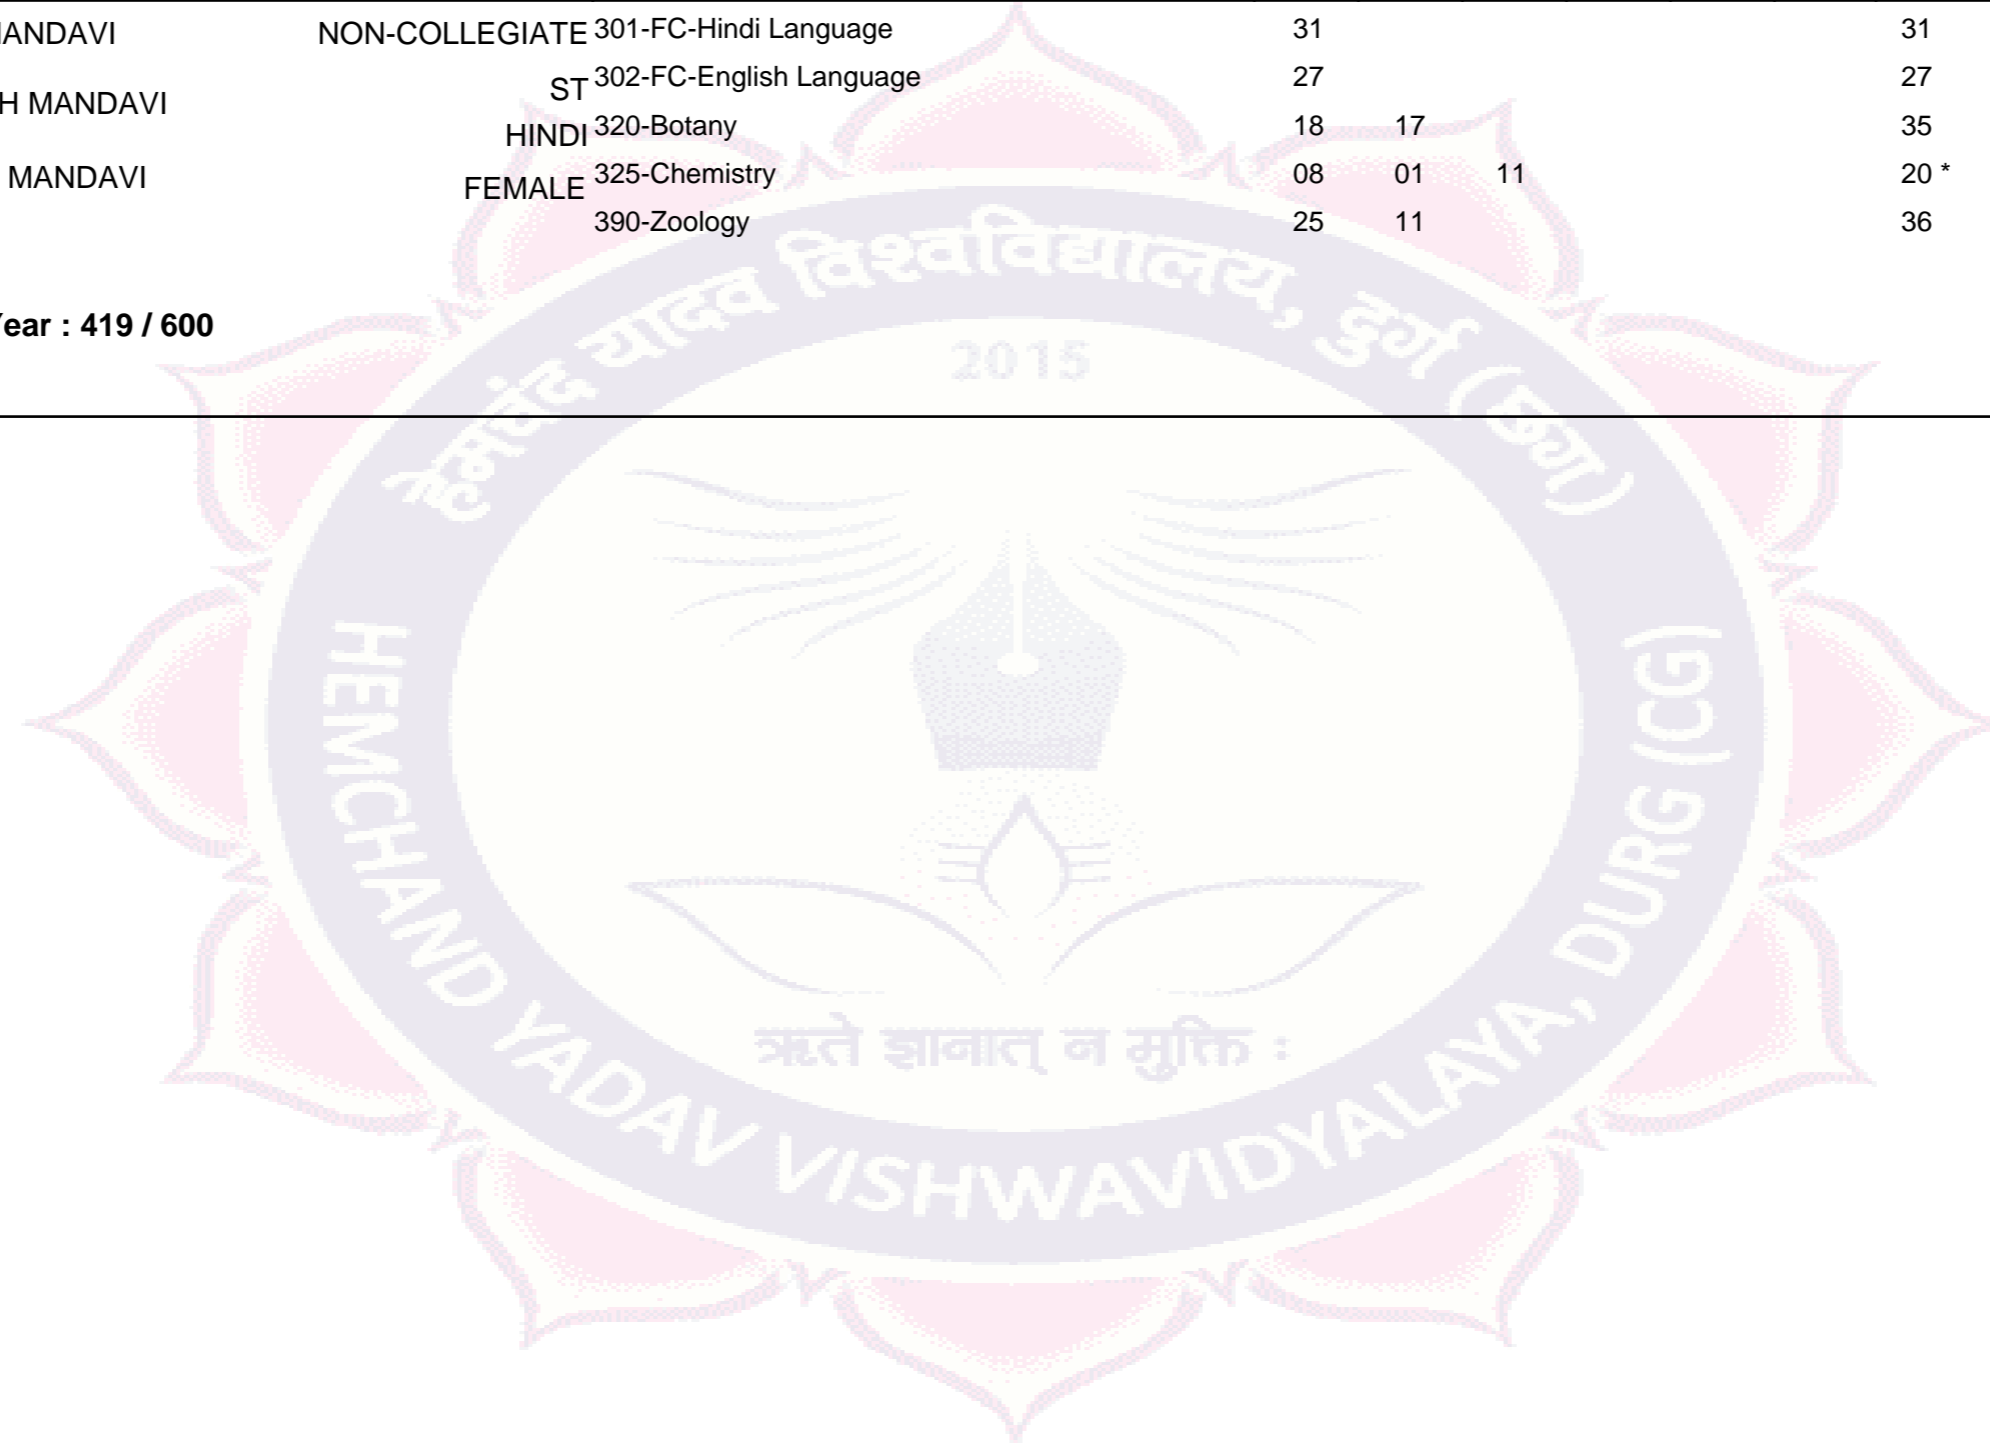 MANDAVI NON-COLLEGIATE 301-FC-Hindi Language 31 31
ST 302-FC-English Language 27 27
H MANDAVI
HINDI 320-Botany 18 17 35
MANDAVI FEMALE 325-Chemistry 08 01 11 20 *
390-Zoology 25 11 36
Year : 419 / 600
हेमचंद यादव विश्वविद्यालय, दुर्ग (छग)
2015
ऋते ज्ञानात् न मुक्ति :
HEMCHAND YADAV VISHWAVIDYALAYA, DURG (CG)